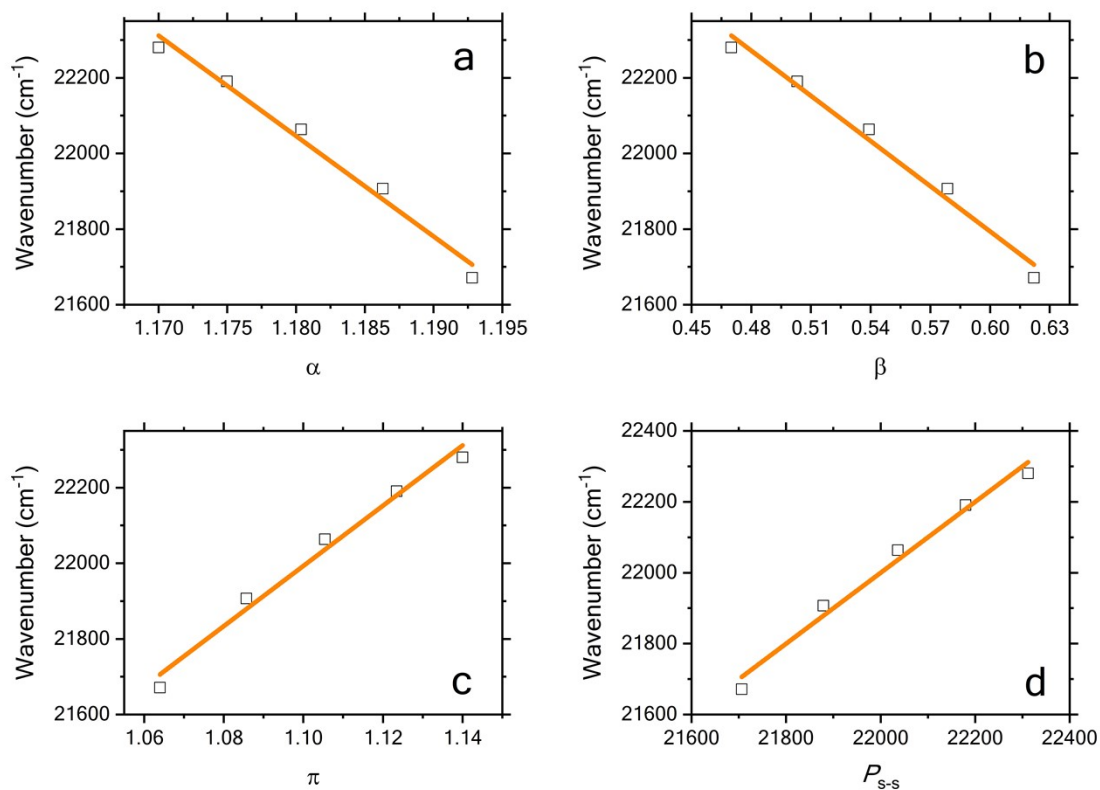 a
Wavenumber (cm⁻¹)
22200
22000
21800
21600
1.170 1.175 1.180 1.185 1.190 1.195
α
b
Wavenumber (cm⁻¹)
22200
22000
21800
21600
0.45 0.48 0.51 0.54 0.57 0.60 0.63
β
Wavenumber (cm⁻¹)
22200
22000
21800
21600
c
1.06 1.08 1.10 1.12 1.14
π
Wavenumber (cm⁻¹)
22400
22200
22000
21800
21600
d
21600 21800 22000 22200 22400
P_s-s